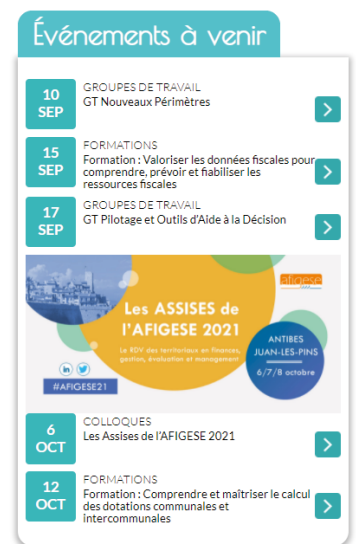 Événements à venir
10
SEP
GROUPES DE TRAVAIL
GT Nouveaux Périmètres
15
SEP
FORMATIONS
Formation : Valoriser les données fiscales pour
comprendre, prévoir et fiabiliser les
ressources fiscales
17
SEP
GROUPES DE TRAVAIL
GT Pilotage et Outils d'Aide à la Décision
afigese
Les ASSISES de
l'AFIGESE 2021
Le RDV des territoriaux en finances,
gestion, évaluation et management
ANTIBES
JUAN-LES-PINS
6/7/8 octobre
in
#AFIGESE21
6
OCT
COLLOQUES
Les Assises de l'AFIGESE 2021
12
OCT
FORMATIONS
Formation : Comprendre et maîtriser le calcul
des dotations communales et
intercommunales